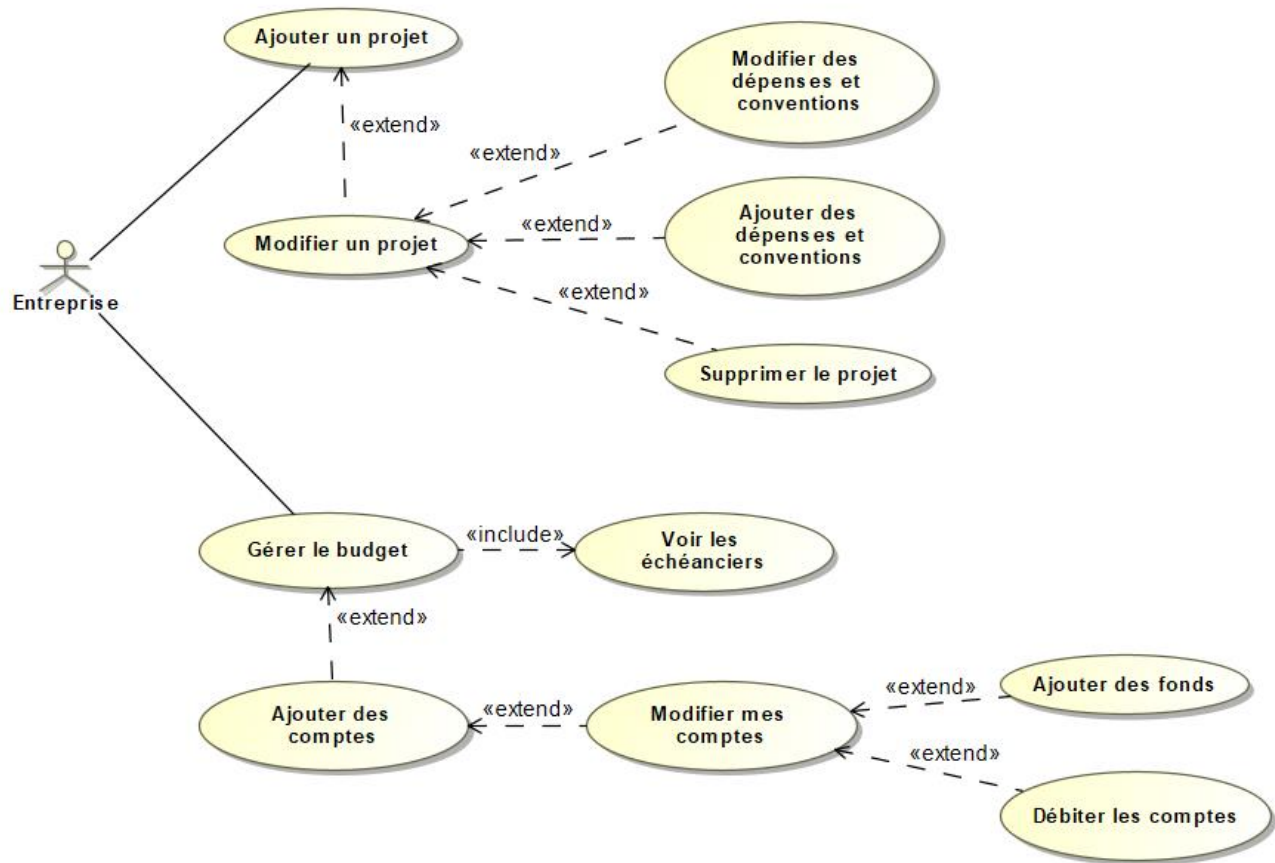 Ajouter un projet
Modifier des
dépenses et
conventions
«extend»
«extend»
Ajouter des
dépenses et
conventions
«extend»
Modifier un projet
«extend»
Entreprise
Supprimer le projet
Gérer le budget
«include»
Voir les
échéanciers
«extend»
Ajouter des
comptes
«extend»
Modifier mes
comptes
«extend»
Ajouter des fonds
«extend»
Débiter les comptes